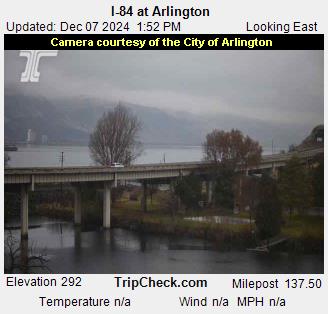 I-84 at Arlington
Updated: Dec 07 2024 1:52 PM Looking East
Camera courtesy of the City of Arlington
Elevation 292 TripCheck.com Milepost 137.50
Temperature n/a Wind n/a MPH n/a